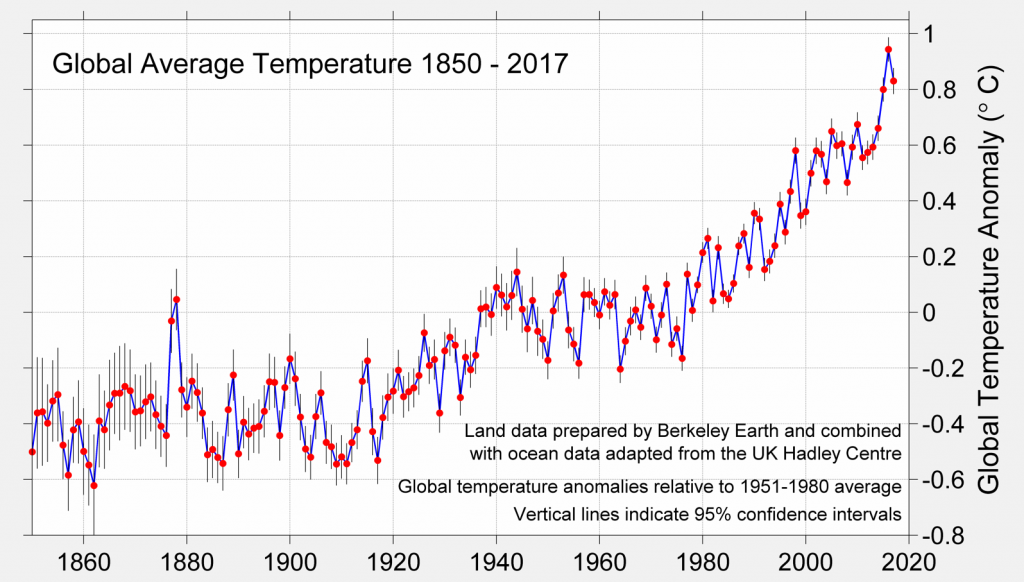 Global Average Temperature 1850 - 2017
1
0.8
0.6
0.4
0.2
0
-0.2
-0.4
-0.6
-0.8
Global Temperature Anomaly (° C)
Land data prepared by Berkeley Earth and combined
with ocean data adapted from the UK Hadley Centre
Global temperature anomalies relative to 1951-1980 average
Vertical lines indicate 95% confidence intervals
1860 1880 1900 1920 1940 1960 1980 2000 2020